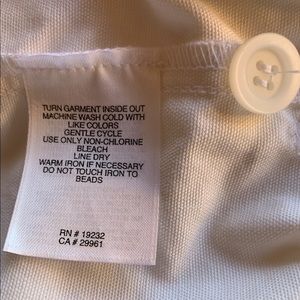 TURN GARMENT INSIDE OUT
MACHINE WASH COLD WITH
LIKE COLORS
GENTLE CYCLE
USE ONLY NON-CHLORINE
BLEACH
LINE DRY
WARM IRON IF NECESSARY
DO NOT TOUCH IRON TO
BEADS
RN # 19232
CA # 29961